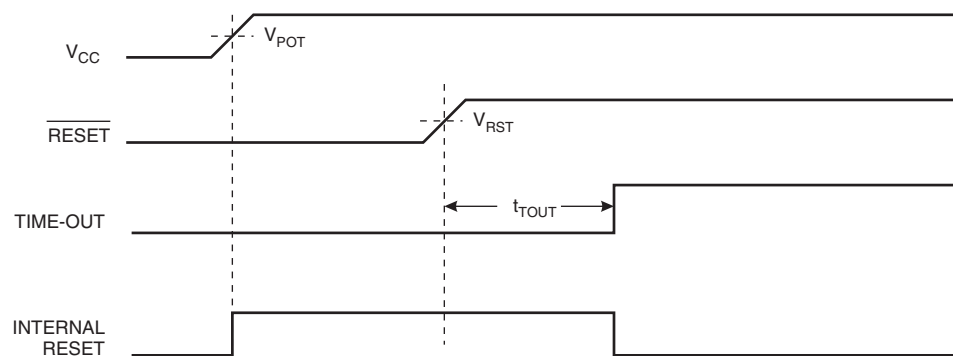 V_CC
V_POT
RESET
V_RST
TIME-OUT
t_TOUT
INTERNAL
RESET